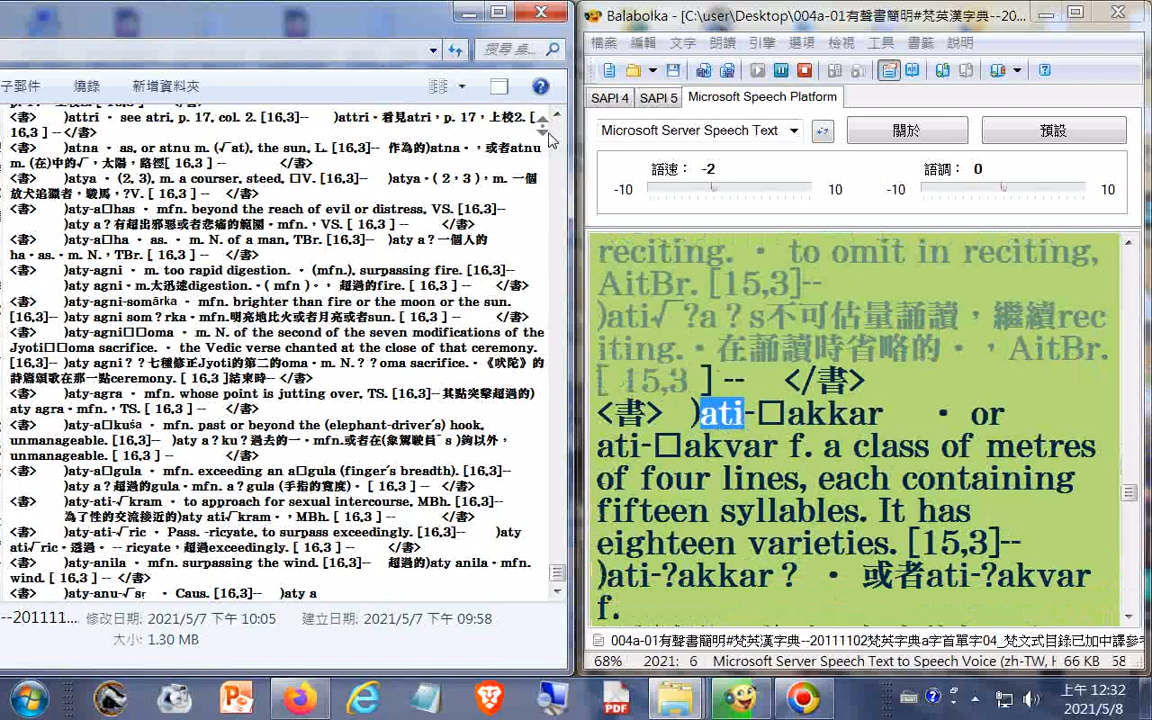 搜尋 桌...
子郵件 燒錄 新增資料夾
<書> )attri • see atri, p. 17, col. 2. [16,3]-- )attri•看見atri，p. 17，上校2. [
16,3 ] --</書>
<書> )atna • as, or atnu m. (√at), the sun, L. [16,3]-- 作為的)atna•，或者atnu
m. (在)中的√，太陽，路徑[ 16,3 ] -- </書>
<書> )atya • (2, 3), m. a courser, steed, □V. [16,3]-- )atya•( 2，3 )，m. 一個
放犬追獵者，駿馬，?V. [ 16,3 ] -- </書>
<書> )aty-a□has • mfn. beyond the reach of evil or distress, VS. [16,3]--
)aty a？有超出邪惡或者悲痛的範圍•mfn.，VS. [ 16,3 ] -- </書>
<書> )aty-a□ha • as. • m. N. of a man, TBr. [16,3]-- )aty a？一個人的
ha•as.•m. N.，TBr. [ 16,3 ] -- </書>
<書> )aty-agni • m. too rapid digestion. • (mfn.), surpassing fire. [16,3]--
)aty agni•m.太迅速digestion.•( mfn )•， 超過的fire. [ 16,3 ] -- </書>
<書> )aty-agni-somārka • mfn. brighter than fire or the moon or the sun.
[16,3]-- )aty agni som？rka•mfn.明亮地比火或者月亮或者sun. [ 16,3 ] -- </書>
<書> )aty-agni□□oma • m. N. of the second of the seven modifications of the
Jyoti□□oma sacrifice. • the Vedic verse chanted at the close of that ceremony.
[16,3]-- )aty agni？？七種修正Jyoti的第二的oma•m. N.？？oma sacrifice.•《吠陀》的
詩篇頌歌在那一點ceremony. [ 16,3 ]結束時--</書>
<書> )aty-agra • mfn. whose point is jutting over, TS. [16,3]-- 其點突擊超過的)
aty agra•mfn.，TS. [ 16,3 ] -- </書>
<書> )aty-a□kuśa • mfn. past or beyond the (elephant-driver's) hook,
unmanageable. [16,3]-- )aty a？ku？過去的一•mfn.或者在(象駕駛員 s )鉤以外，
unmanageable. [ 16,3 ] -- </書>
<書> )aty-a□gula • mfn. exceeding an a□gula (finger's breadth). [16,3]--
)aty a？超過的gula•mfn. a？gula (手指的寬度)。[ 16,3 ] -- </書>
<書> )aty-ati-√kram • to approach for sexual intercourse, MBh. [16,3]--
為了性的交流接近的)aty ati√kram•，MBh. [ 16,3 ] -- </書>
<書> )aty-ati-√ric • Pass. -ricyate, to surpass exceedingly. [16,3]-- )aty
ati√ric•透過• -- ricyate，超過exceedingly. [ 16,3 ] -- </書>
<書> )aty-anila • mfn. surpassing the wind. [16,3]-- 超過的)aty anila•mfn.
wind. [ 16,3 ] -- </書>
<書> )aty-anu-√sṛ • Caus. [16,3]-- )aty a
--201111... 修改日期: 2021/5/7 下午 10:05 建立日期: 2021/5/7 下午 09:58
大小: 1.30 MB
Balabolka - [C:\user\Desktop\004a-01有聲書簡明#梵英漢字典--20...
檔案 編輯 文字 朗讀 引擎 選項 檢視 工具 書籤 說明
SAPI 4 SAPI 5 Microsoft Speech Platform
Microsoft Server Speech Text 關於 預設
語速: -2 語調: 0
-10 10 -10 10
reciting. • to omit in reciting,
AitBr. [15,3]--
)ati√？a？s不可估量誦讀，繼續rec
iting.•在誦讀時省略的•，AitBr.
[ 15,3 ] -- </書>
<書> )ati-□akkar • or
ati-□akvar f. a class of metres
of four lines, each containing
fifteen syllables. It has
eighteen varieties. [15,3]--
)ati-?akkar？ • 或者ati-?akvar
f.
004a-01有聲書簡明#梵英漢字典--20111102梵英字典a字首單字04_梵文式目錄已加中譯參考
68% 2021: 6 Microsoft Server Speech Text to Speech Voice (zh-TW, H 66 KB 58
上午 12:32
2021/5/8